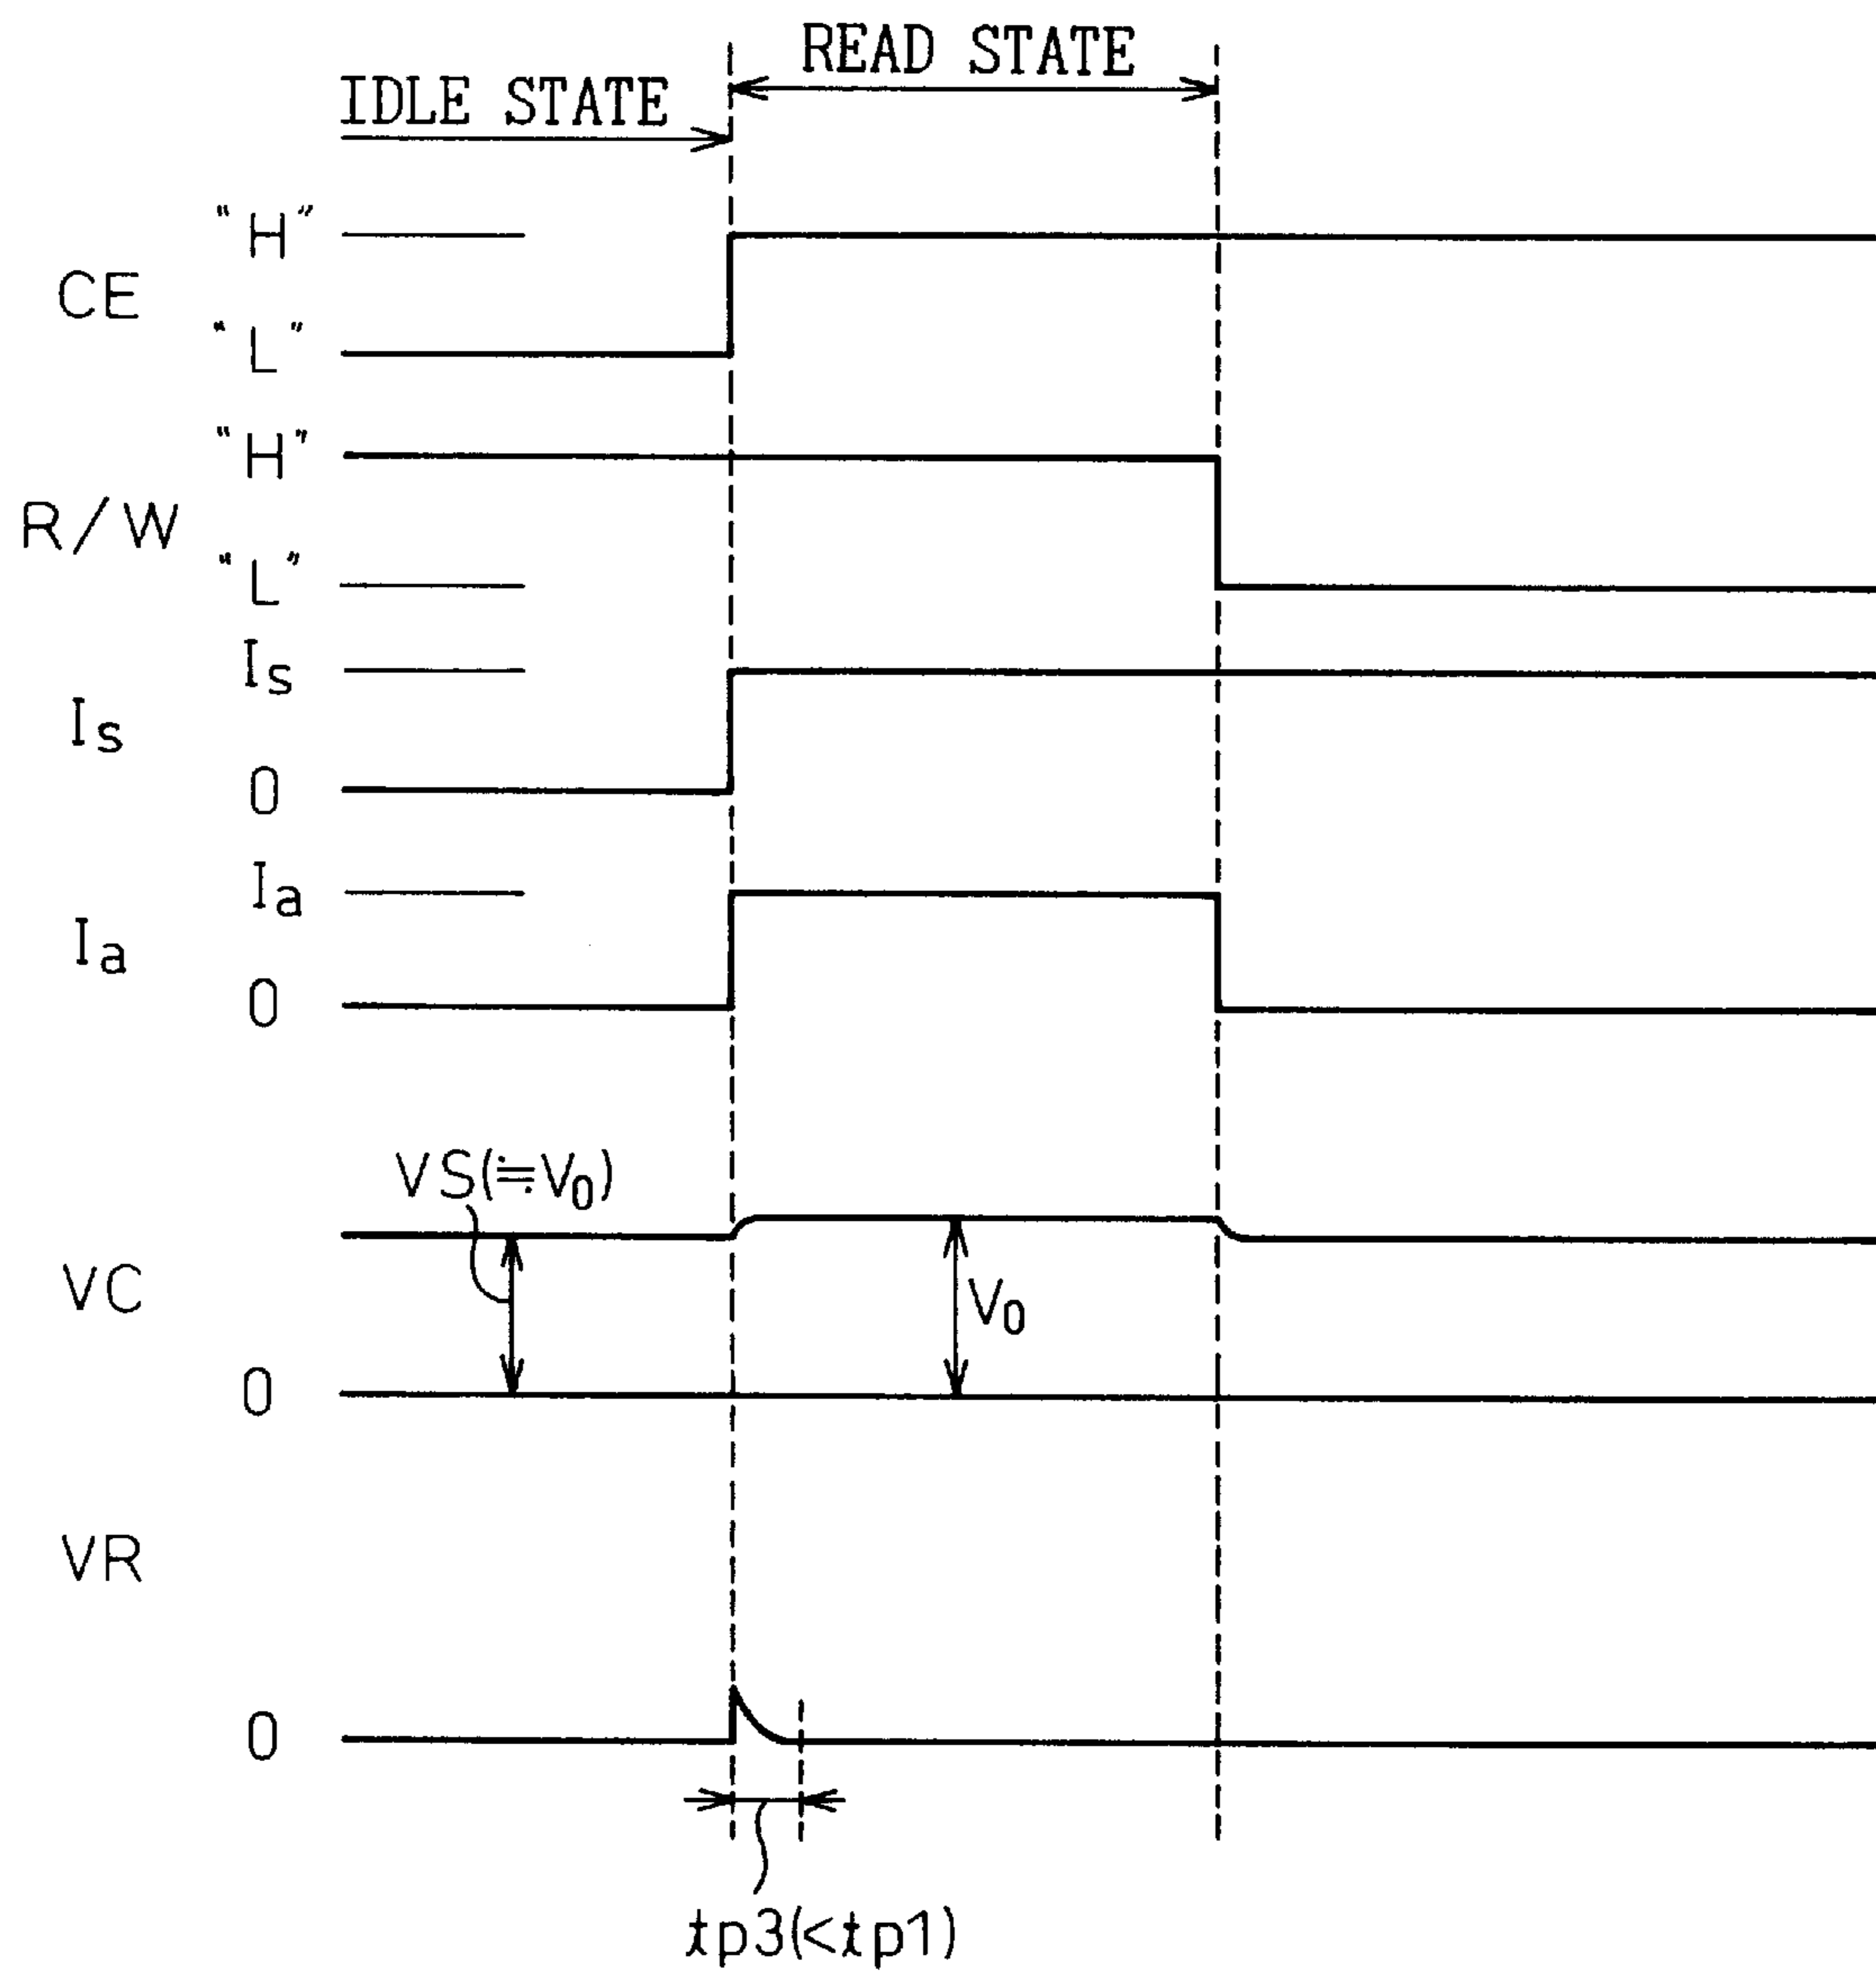 READ STATE
IDLE STATE
"H"
CE
"L"
"H"
R/W
"L"
Is
Is
0
Ia
Ia
0
VS(≒V0)
VC
V0
0
VR
0
tp3(<tp1)